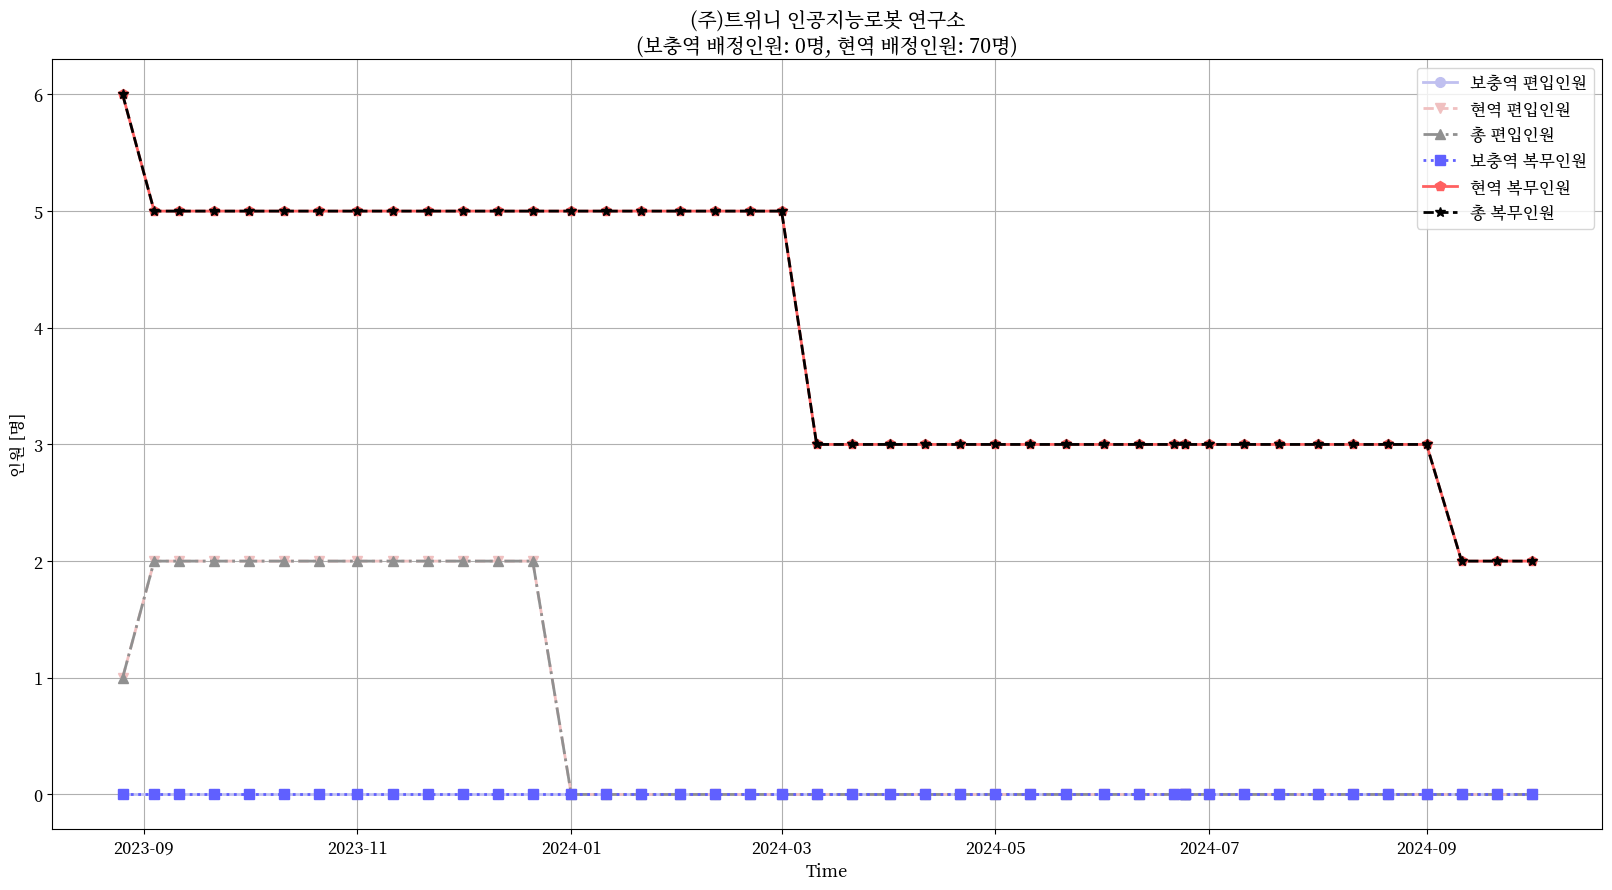 (주)트위니 인공지능로봇 연구소
(보충역 배정인원: 0명, 현역 배정인원: 70명)
보충역 편입인원
현역 편입인원
총 편입인원
보충역 복무인원
현역 복무인원
총 복무인원
인원 [명]
6
5
4
3
2
1
0
2023-09 2023-11 2024-01 2024-03 2024-05 2024-07 2024-09
Time